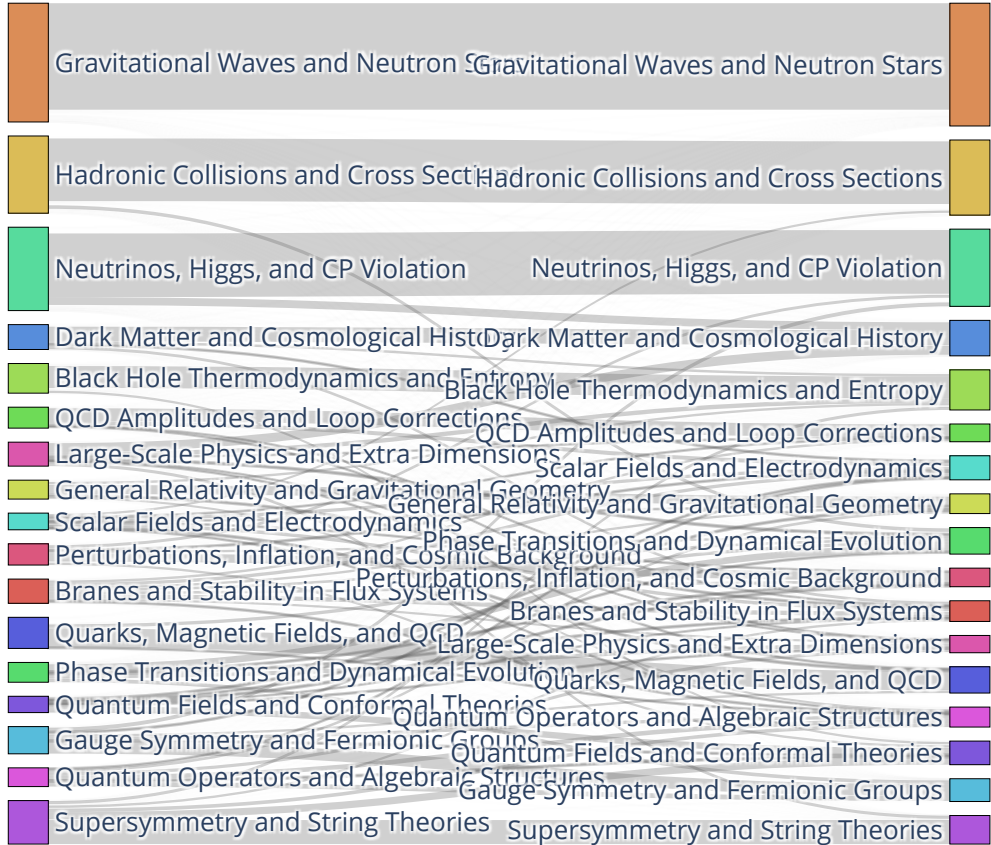 Gravitational Waves and Neutron Stars
Gravitational Waves and Neutron Stars
Hadronic Collisions and Cross Sections
Hadronic Collisions and Cross Sections
Neutrinos, Higgs, and CP Violation
Neutrinos, Higgs, and CP Violation
Dark Matter and Cosmological History
Dark Matter and Cosmological History
Black Hole Thermodynamics and Entropy
Black Hole Thermodynamics and Entropy
QCD Amplitudes and Loop Corrections
QCD Amplitudes and Loop Corrections
Large-Scale Physics and Extra Dimensions
Scalar Fields and Electrodynamics
General Relativity and Gravitational Geometry
General Relativity and Gravitational Geometry
Scalar Fields and Electrodynamics
Phase Transitions and Dynamical Evolution
Perturbations, Inflation, and Cosmic Background
Perturbations, Inflation, and Cosmic Background
Branes and Stability in Flux Systems
Branes and Stability in Flux Systems
Quarks, Magnetic Fields, and QCD
Large-Scale Physics and Extra Dimensions
Phase Transitions and Dynamical Evolution
Quarks, Magnetic Fields, and QCD
Quantum Fields and Conformal Theories
Quantum Operators and Algebraic Structures
Gauge Symmetry and Fermionic Groups
Quantum Fields and Conformal Theories
Quantum Operators and Algebraic Structures
Gauge Symmetry and Fermionic Groups
Supersymmetry and String Theories
Supersymmetry and String Theories